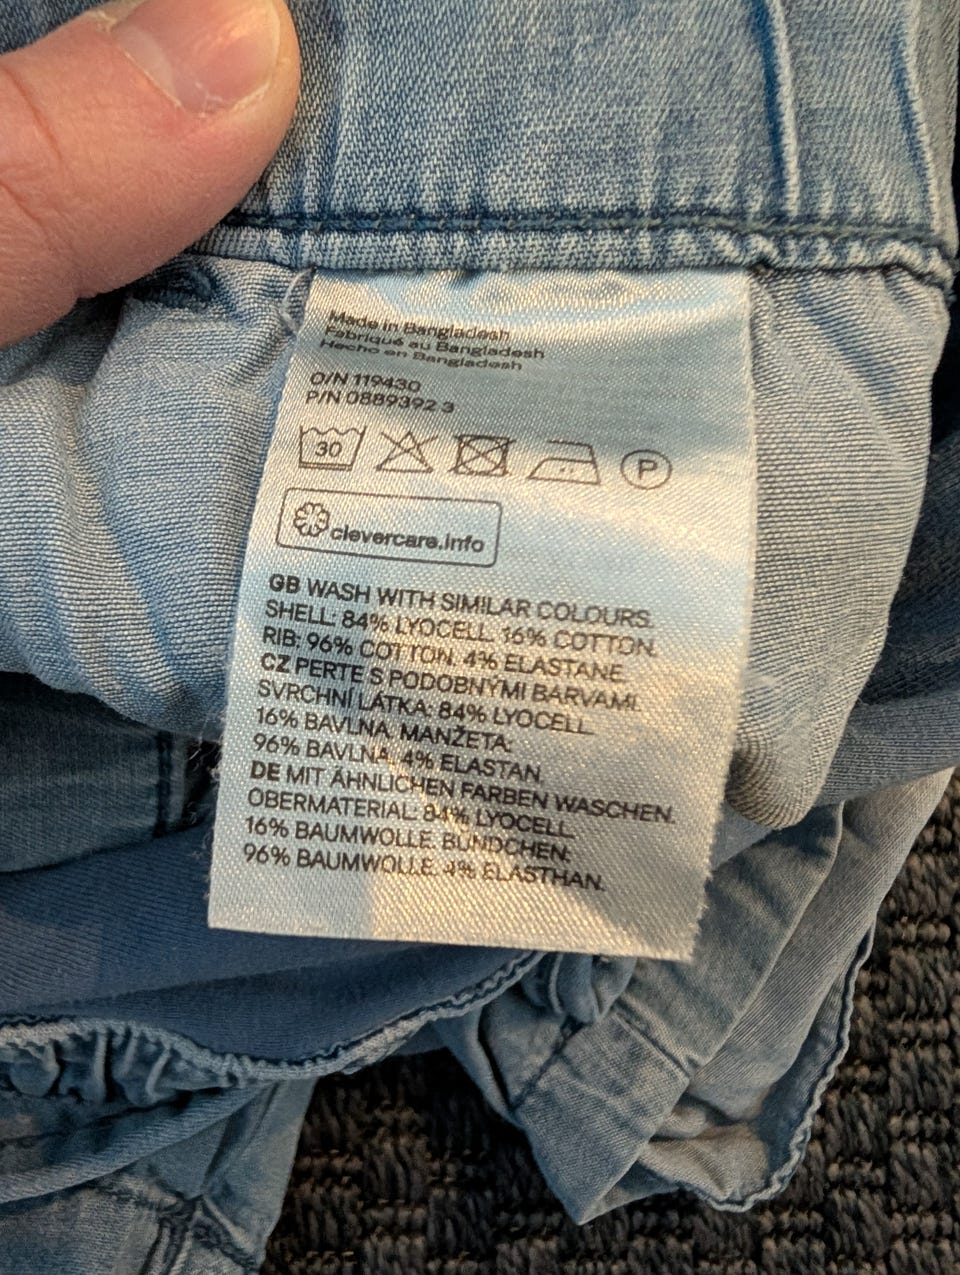 Made in Bangladesh
Fabriqué au Bangladesh
Hecho en Bangladesh
O/N 119430
P/N 0889392 3
30 P
clevercare.info
GB WASH WITH SIMILAR COLOURS.
SHELL: 84% LYOCELL. 16% COTTON.
RIB: 96% COTTON. 4% ELASTANE.
CZ PERTE S PODOBNÝMI BARVAMI.
SVRCHNÍ LÁTKA: 84% LYOCELL.
16% BAVLNA. MANŽETA:
96% BAVLNA. 4% ELASTAN.
DE MIT ÄHNLICHEN FARBEN WASCHEN.
OBERMATERIAL: 84% LYOCELL.
16% BAUMWOLLE. BÜNDCHEN:
96% BAUMWOLLE. 4% ELASTHAN.